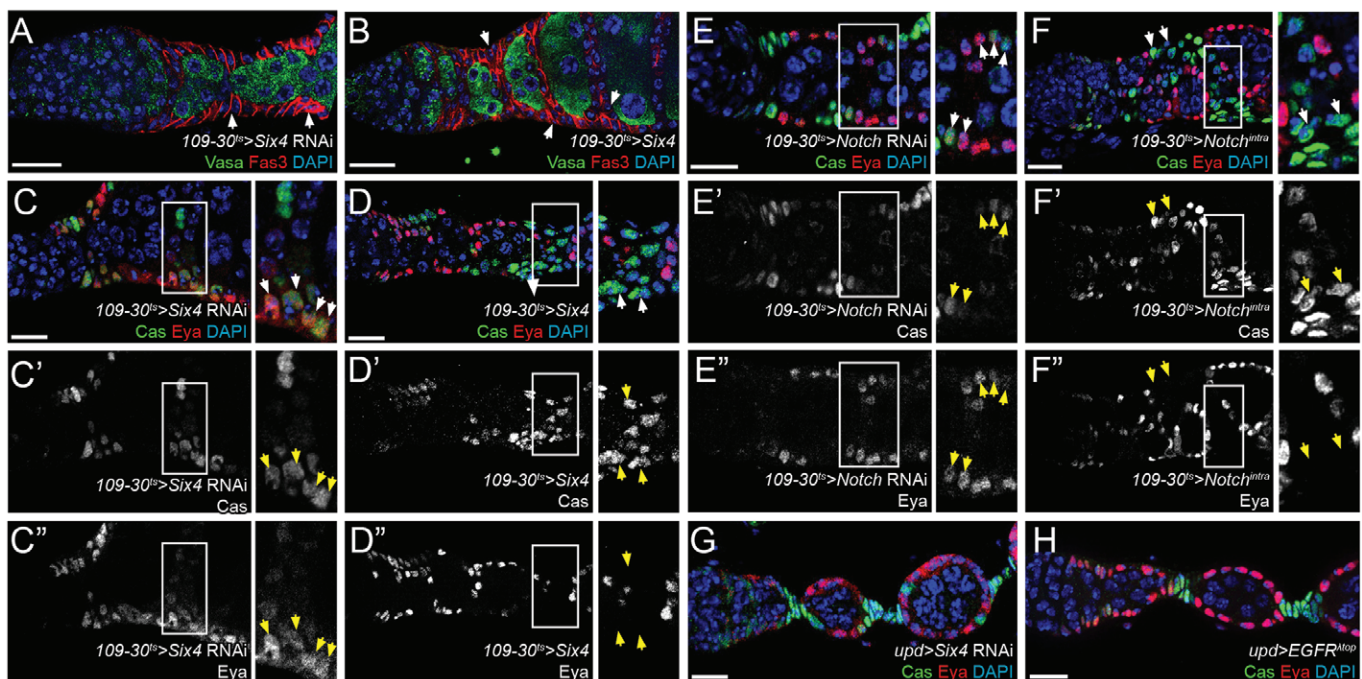 A
109-30ts>Six4 RNAi
Vasa Fas3 DAPI
B
109-30ts>Six4
Vasa Fas3 DAPI
E
109-30ts>Notch RNAi
Cas Eya DAPI
F
109-30ts>Notchintra
Cas Eya DAPI
C
109-30ts>Six4 RNAi
Cas Eya DAPI
D
109-30ts>Six4
Cas Eya DAPI
E'
109-30ts>Notch RNAi
Cas
F'
109-30ts>Notchintra
Cas
C'
109-30ts>Six4 RNAi
Cas
D'
109-30ts>Six4
Cas
E"
109-30ts>Notch RNAi
Eya
F"
109-30ts>Notchintra
Eya
C"
109-30ts>Six4 RNAi
Eya
D"
109-30ts>Six4
Eya
G
upd>Six4 RNAi
Cas Eya DAPI
H
upd>EGFRλtop
Cas Eya DAPI